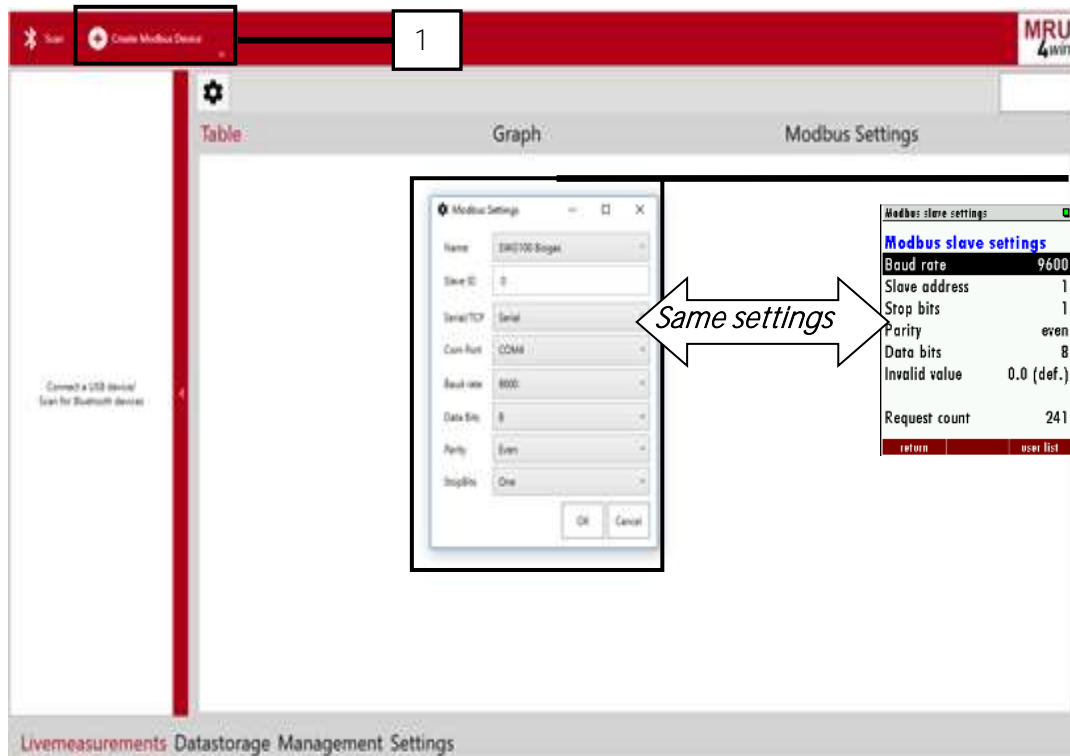 Scan
Create Modbus Device
1
MRU
4win
Table Graph Modbus Settings
Connect a USB device/
Scan for Bluetooth devices
Modbus Settings
Name SWG100 Biogas
Slave ID 0
Serial/TCP Serial
Com Port
Baud rate 9600
Data Bits 8
Parity Even
StopBits One
OK Cancel
Same settings
Modbus slave settings
Modbus slave settings
Baud rate 9600
Slave address 1
Stop bits 1
Parity even
Data bits 8
Invalid value 0.0 (def.)
Request count 241
return user list
Livemeasurements Datastorage Management Settings